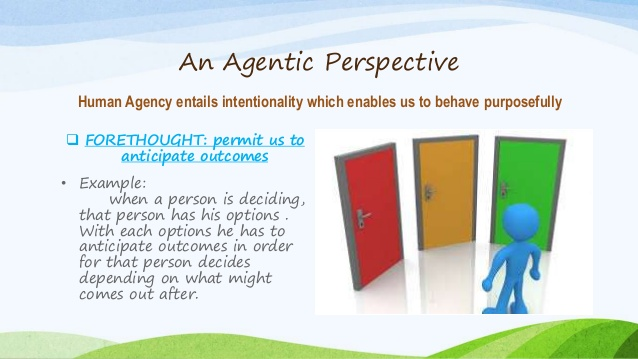 An Agentic Perspective
Human Agency entails intentionality which enables us to behave purposefully
❑ FORETHOUGHT: permit us to
anticipate outcomes
• Example:
when a person is deciding,
that person has his options .
With each options he has to
anticipate outcomes in order
for that person decides
depending on what might
comes out after.